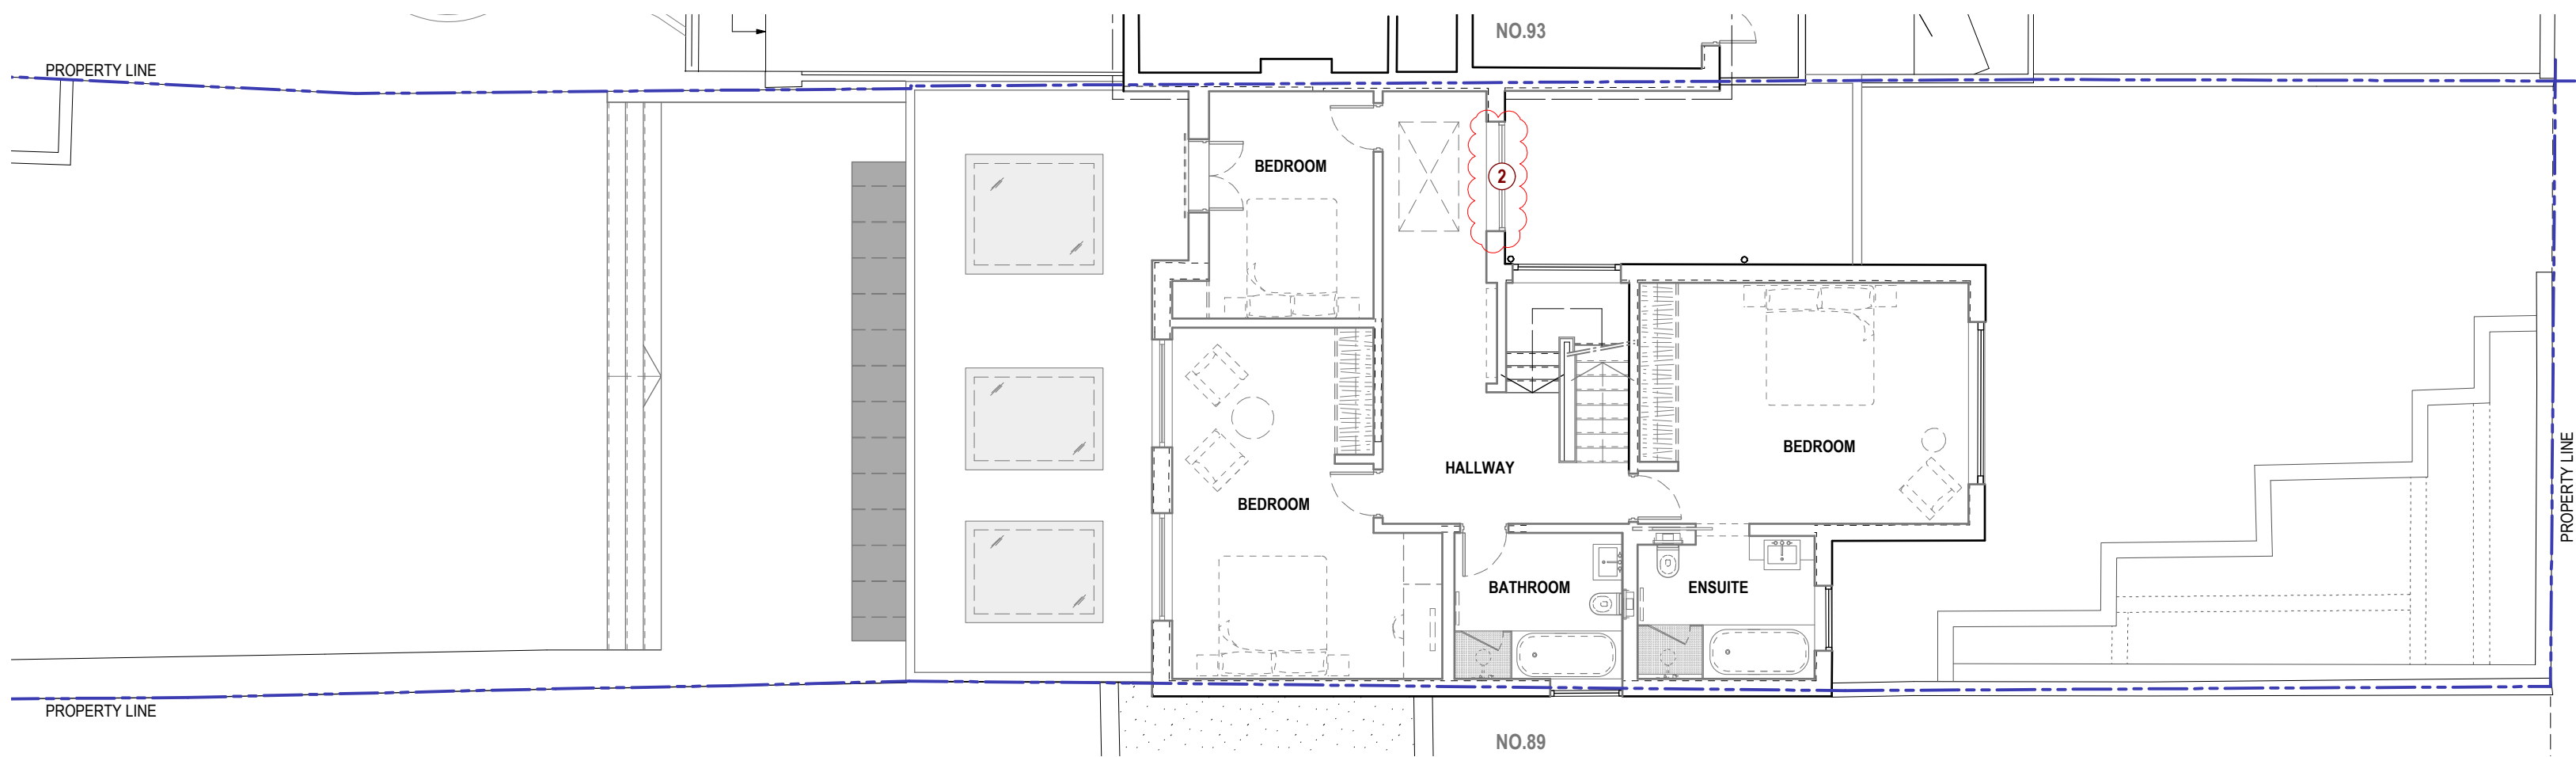 NO.93
PROPERTY LINE
BEDROOM
2
BEDROOM
HALLWAY
BEDROOM
PROPERTY LINE
BATHROOM
ENSUITE
PROPERTY LINE
NO.89